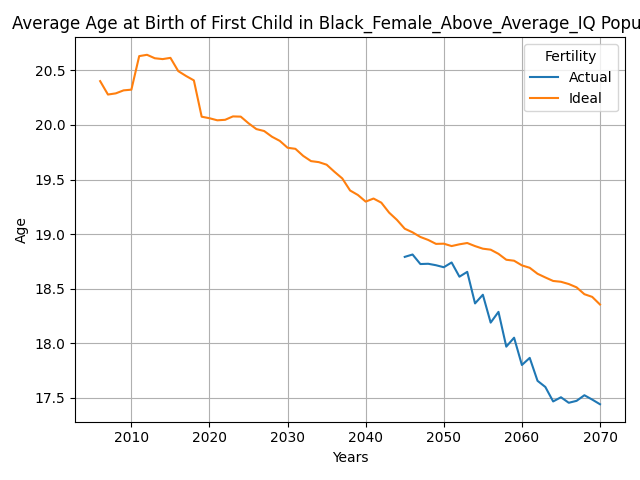 Average Age at Birth of First Child in Black_Female_Above_Average_IQ Popu
Fertility
Actual
Ideal
20.5
20.0
19.5
19.0
18.5
18.0
17.5
Age
2010 2020 2030 2040 2050 2060 2070
Years